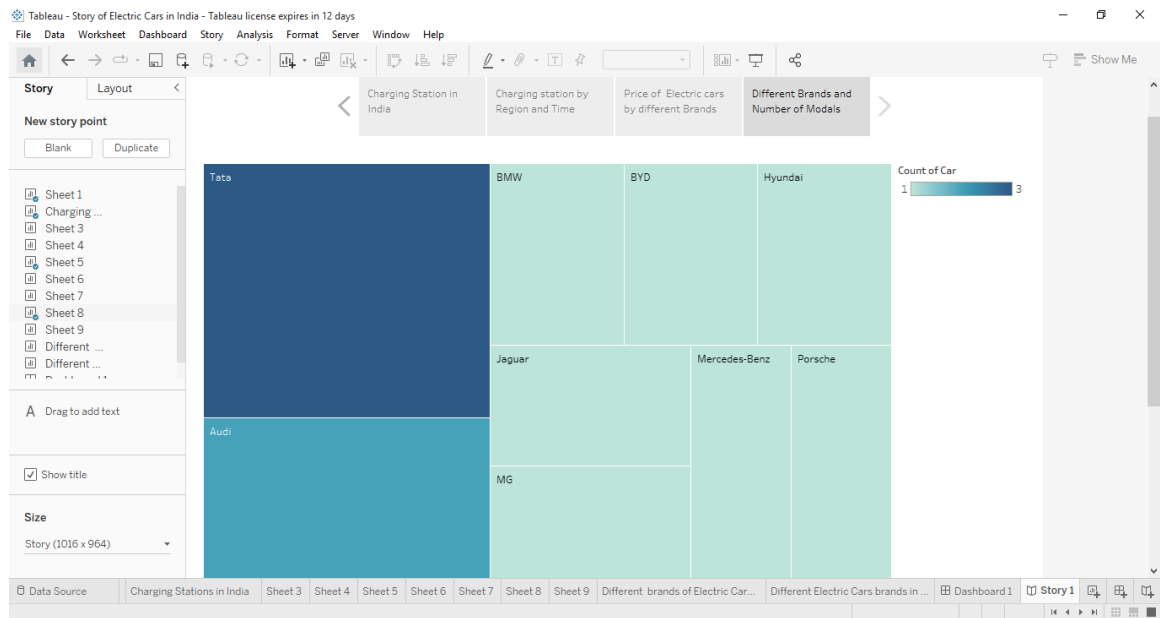 Tableau - Story of Electric Cars in India - Tableau license expires in 12 days
File Data Worksheet Dashboard Story Analysis Format Server Window Help
Show Me
Story Layout
New story point
Blank Duplicate
Sheet 1
Charging ...
Sheet 3
Sheet 4
Sheet 5
Sheet 6
Sheet 7
Sheet 8
Sheet 9
Different ...
Different ...
A Drag to add text
Show title
Size
Story (1016 x 964)
Charging Station in
India
Charging station by
Region and Time
Price of Electric cars
by different Brands
Different Brands and
Number of Modals
Tata
BMW
BYD
Hyundai
Jaguar
Mercedes-Benz
Porsche
Audi
MG
Count of Car
1 3
Data Source Charging Stations in India Sheet 3 Sheet 4 Sheet 5 Sheet 6 Sheet 7 Sheet 8 Sheet 9 Different brands of Electric Car... Different Electric Cars brands in ... Dashboard 1 Story 1